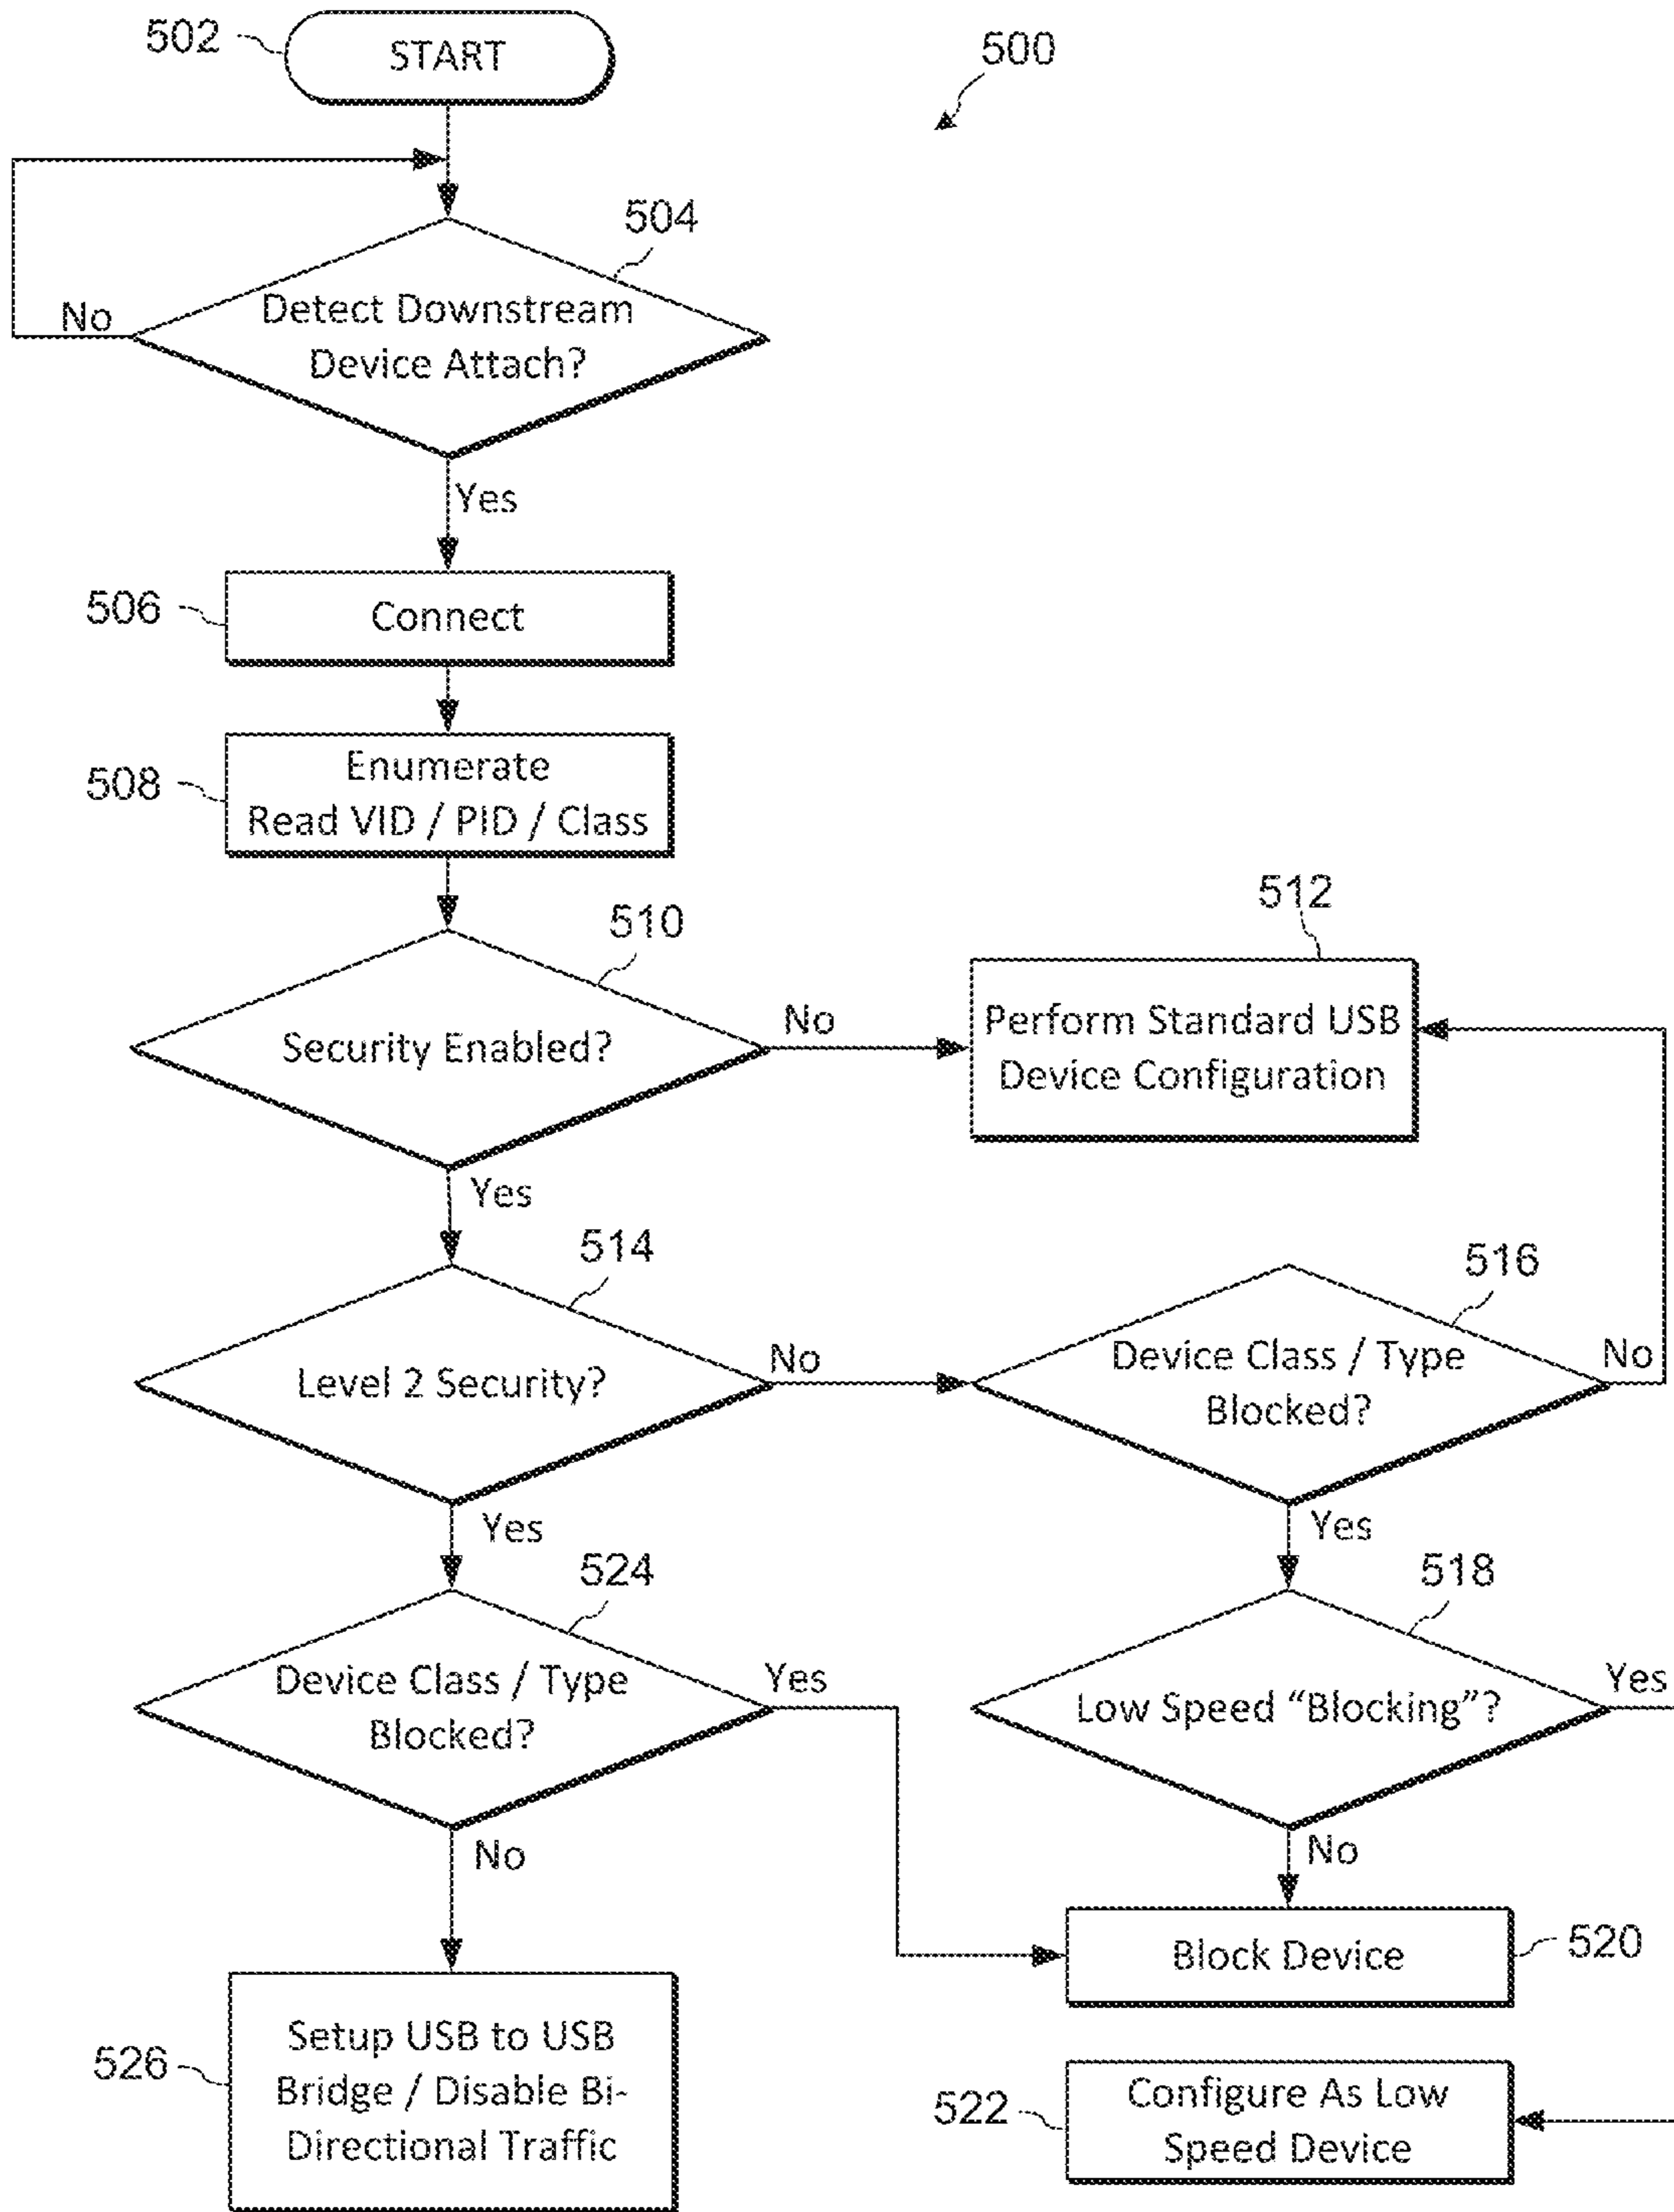 502
START
500
504
Detect Downstream
Device Attach?
No
Yes
506
Connect
508
Enumerate
Read VID / PID / Class
510
512
Security Enabled?
No
Perform Standard USB
Device Configuration
Yes
514
516
Level 2 Security?
No
Device Class / Type
Blocked?
No
Yes
Yes
524
518
Device Class / Type
Blocked?
Yes
Low Speed “Blocking”?
Yes
No
No
Block Device
520
526
Setup USB to USB
Bridge / Disable Bi-
Directional Traffic
522
Configure As Low
Speed Device